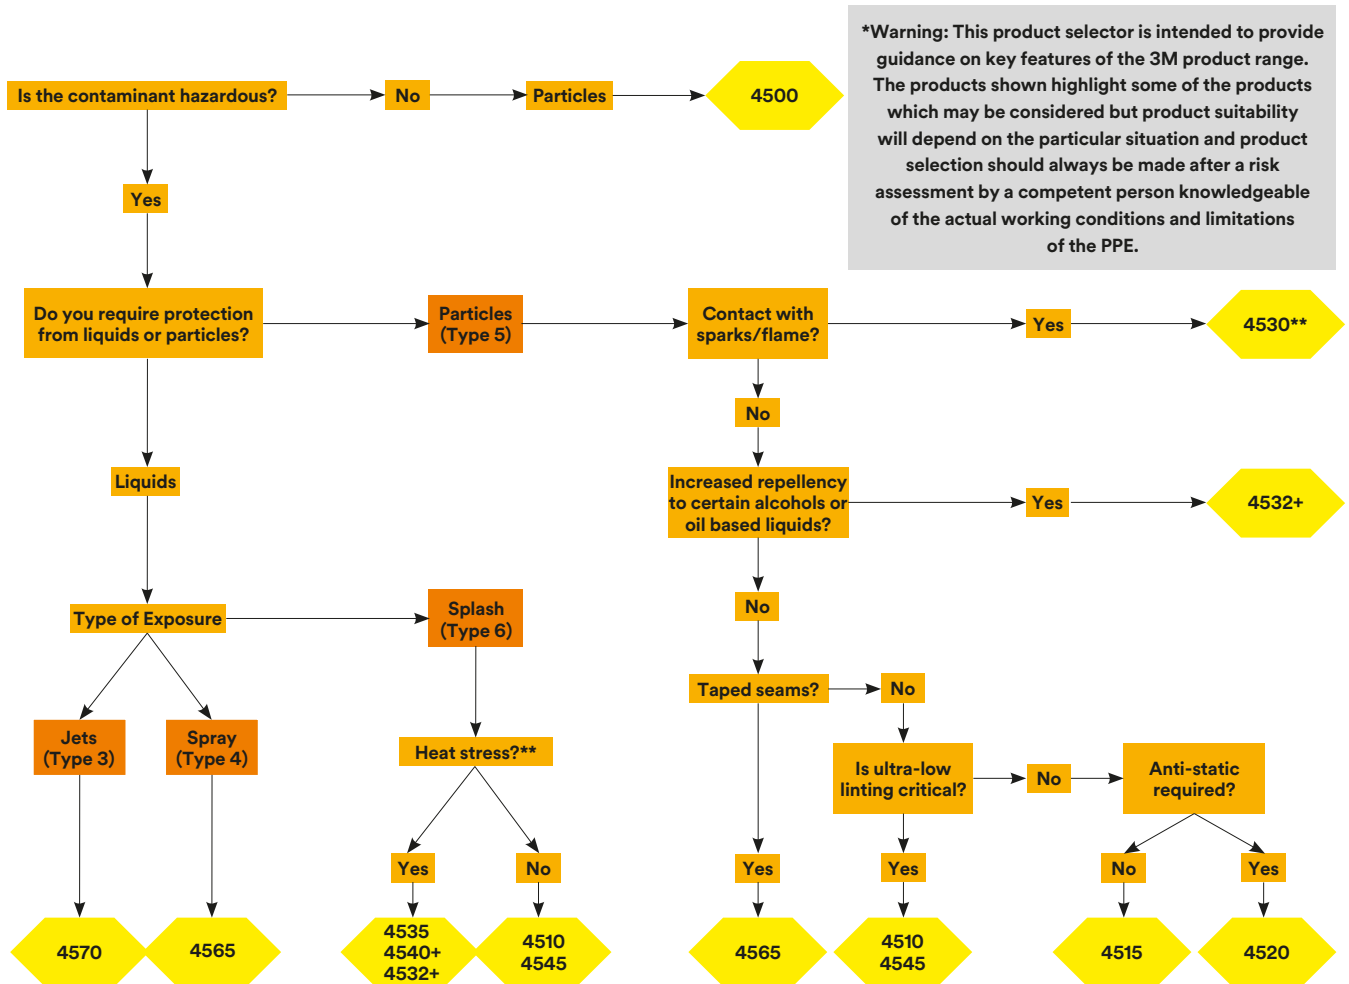 Is the contaminant hazardous?
No
Particles
4500
*Warning: This product selector is intended to provide
guidance on key features of the 3M product range.
The products shown highlight some of the products
which may be considered but product suitability
will depend on the particular situation and product
selection should always be made after a risk
assessment by a competent person knowledgeable
of the actual working conditions and limitations
of the PPE.
Yes
Do you require protection
from liquids or particles?
Particles
(Type 5)
Contact with
sparks/flame?
Yes
4530**
No
Liquids
Increased repellency
to certain alcohols or
oil based liquids?
Yes
4532+
No
Type of Exposure
Splash
(Type 6)
Taped seams?
No
Jets
(Type 3)
Spray
(Type 4)
Heat stress?**
Is ultra-low
linting critical?
No
Anti-static
required?
Yes
No
Yes
Yes
No
Yes
4570
4565
4535
4540+
4532+
4510
4545
4565
4510
4545
4515
4520